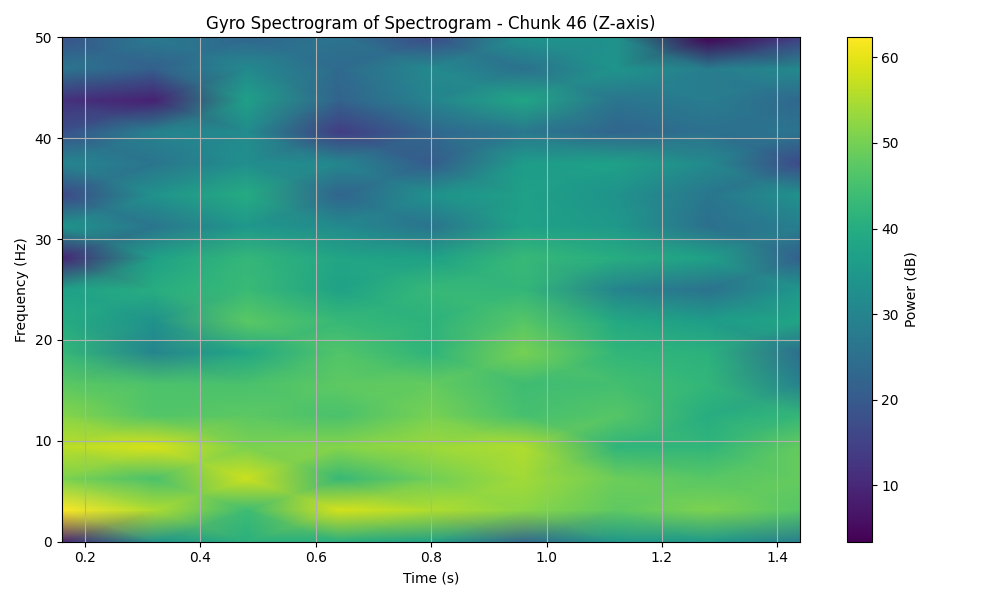 Gyro Spectrogram of Spectrogram - Chunk 46 (Z-axis)
50
40
30
20
10
0
Frequency (Hz)
0.2 0.4 0.6 0.8 1.0 1.2 1.4
Time (s)
60
50
40
30
20
10
Power (dB)